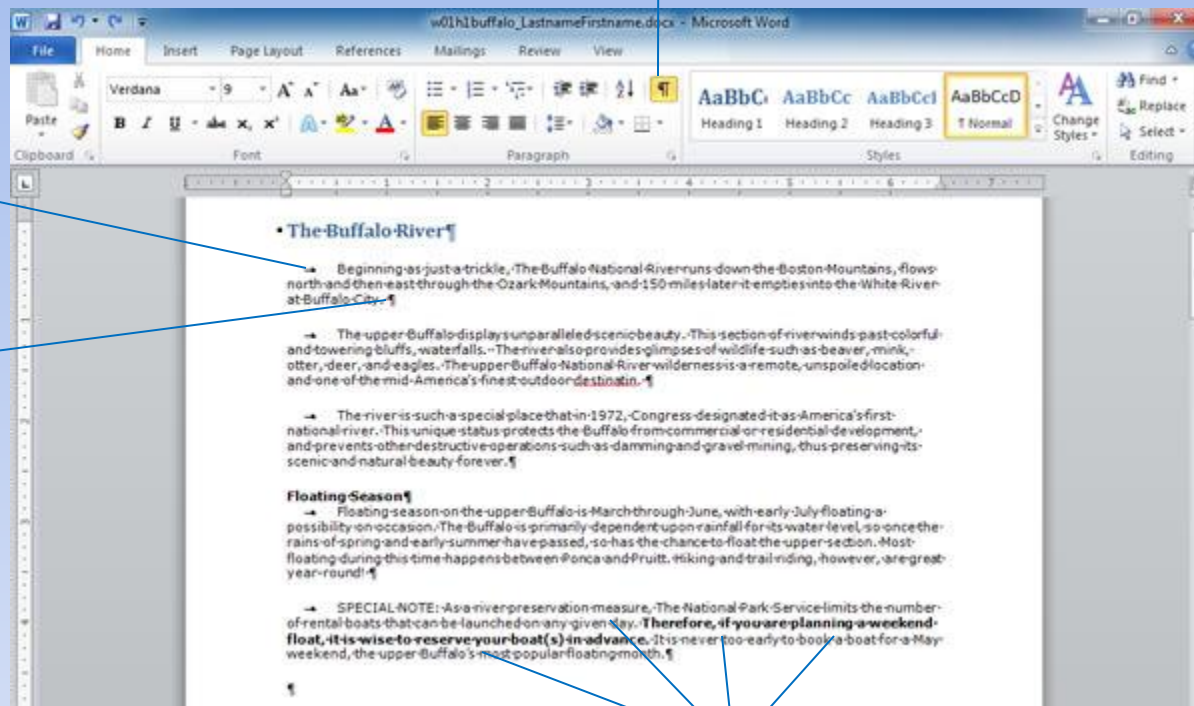 w01h1buffalo_LastnameFirstname.docx - Microsoft Word
File Home Insert Page Layout References Mailings Review View
Verdana 9 Aa
Find
Replace
Select
Paste
B I U abe x, x'
AaBbC AaBbCc AaBbCcI AaBbCcD
Heading 1 Heading 2 Heading 3 ¶ Normal
Change
Styles
Clipboard Font Paragraph Styles Editing
1 2 3 4 5 6 7
The·Buffalo·River¶
Beginning·as·just·a·trickle,·The·Buffalo·National·River·runs·down·the·Boston·Mountains,·flows·
north·and·then·east·through·the·Ozark·Mountains,·and·150·miles·later·it·empties·into·the·White·River·
at·Buffalo·City.·¶
The·upper·Buffalo·displays·unparalleled·scenic·beauty.·This·section·of·river·winds·past·colorful·
and·towering·bluffs,·waterfalls.··The·river·also·provides·glimpses·of·wildlife·such·as·beaver,·mink,·
otter,·deer,·and·eagles.·The·upper·Buffalo·National·River·wilderness·is·a·remote,·unspoiled·location·
and·one·of·the·mid-America's·finest·outdoor·destinatin.·¶
The·river·is·such·a·special·place·that·in·1972,·Congress·designated·it·as·America's·first·
national·river.·This·unique·status·protects·the·Buffalo·from·commercial·or·residential·development,·
and·prevents·other·destructive·operations·such·as·damming·and·gravel·mining,·thus·preserving·its·
scenic·and·natural·beauty·forever.¶
Floating·Season¶
Floating·season·on·the·upper·Buffalo·is·March·through·June,·with·early·July·floating·a·
possibility·on·occasion.·The·Buffalo·is·primarily·dependent·upon·rainfall·for·its·water·level,·so·once·the·
rains·of·spring·and·early·summer·have·passed,·so·has·the·chance·to·float·the·upper·section.·Most·
floating·during·this·time·happens·between·Ponca·and·Pruitt.·Hiking·and·trail·riding,·however,·are·great·
year-round!·¶
SPECIAL·NOTE:·As·a·river·preservation·measure,·The·National·Park·Service·limits·the·number·
of·rental·boats·that·can·be·launched·on·any·given·day.·Therefore,·if·you·are·planning·a·weekend·
float,·it·is·wise·to·reserve·your·boat(s)·in·advance.·It·is·never·too·early·to·book·a·boat·for·a·May·
weekend,·the·upper·Buffalo's·most·popular·floating·month.¶
¶